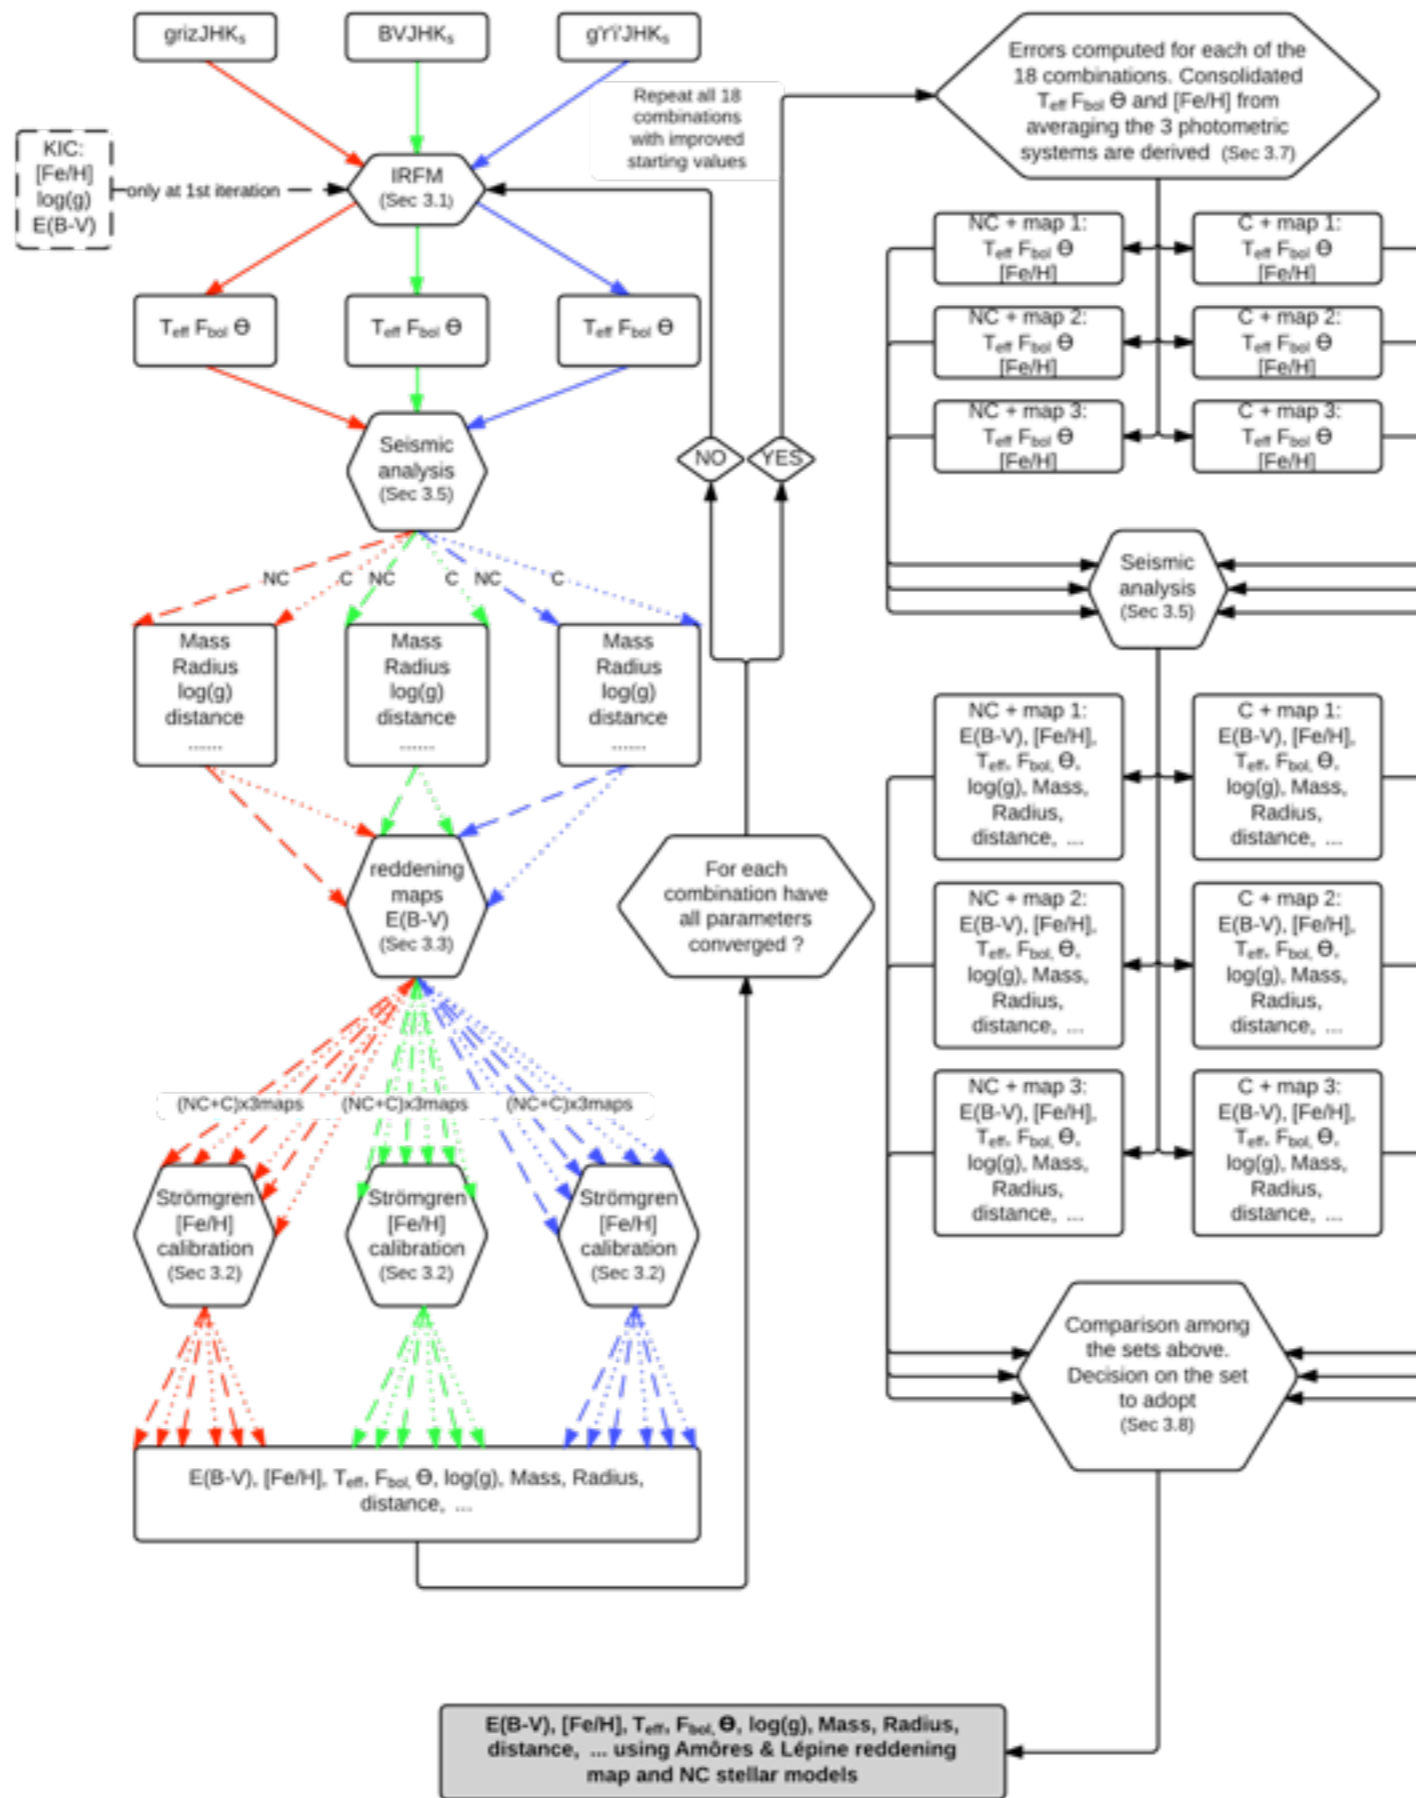 grizJHKs
BVJHKs
g'r'i'JHKs
KIC:
[Fe/H]
log(g)
E(B-V)
only at 1st iteration
IRFM
(Sec 3.1)
Repeat all 18
combinations
with improved
starting values
Teff Fbol Θ
Teff Fbol Θ
Teff Fbol Θ
Seismic
analysis
(Sec 3.5)
NC
C
NC
C
NC
C
Mass
Radius
log(g)
distance
......
Mass
Radius
log(g)
distance
......
Mass
Radius
log(g)
distance
......
reddening
maps
E(B-V)
(Sec 3.3)
(NC+C)x3maps
(NC+C)x3maps
(NC+C)x3maps
Strömgren
[Fe/H]
calibration
(Sec 3.2)
Strömgren
[Fe/H]
calibration
(Sec 3.2)
Strömgren
[Fe/H]
calibration
(Sec 3.2)
E(B-V), [Fe/H], Teff, Fbol, Θ, log(g), Mass, Radius,
distance, ...
For each
combination have
all parameters
converged ?
NO
YES
Errors computed for each of the
18 combinations. Consolidated
Teff Fbol Θ and [Fe/H] from
averaging the 3 photometric
systems are derived (Sec 3.7)
NC + map 1:
Teff Fbol Θ
[Fe/H]
C + map 1:
Teff Fbol Θ
[Fe/H]
NC + map 2:
Teff Fbol Θ
[Fe/H]
C + map 2:
Teff Fbol Θ
[Fe/H]
NC + map 3:
Teff Fbol Θ
[Fe/H]
C + map 3:
Teff Fbol Θ
[Fe/H]
Seismic
analysis
(Sec 3.5)
NC + map 1:
E(B-V), [Fe/H],
Teff, Fbol, Θ,
log(g), Mass,
Radius,
distance, ...
C + map 1:
E(B-V), [Fe/H],
Teff, Fbol, Θ,
log(g), Mass,
Radius,
distance, ...
NC + map 2:
E(B-V), [Fe/H],
Teff, Fbol, Θ,
log(g), Mass,
Radius,
distance, ...
C + map 2:
E(B-V), [Fe/H],
Teff, Fbol, Θ,
log(g), Mass,
Radius,
distance, ...
NC + map 3:
E(B-V), [Fe/H],
Teff, Fbol, Θ,
log(g), Mass,
Radius,
distance, ...
C + map 3:
E(B-V), [Fe/H],
Teff, Fbol, Θ,
log(g), Mass,
Radius,
distance, ...
Comparison among
the sets above.
Decision on the set
to adopt
(Sec 3.8)
E(B-V), [Fe/H], Teff, Fbol, Θ, log(g), Mass, Radius,
distance, ... using Amôres & Lépine reddening
map and NC stellar models